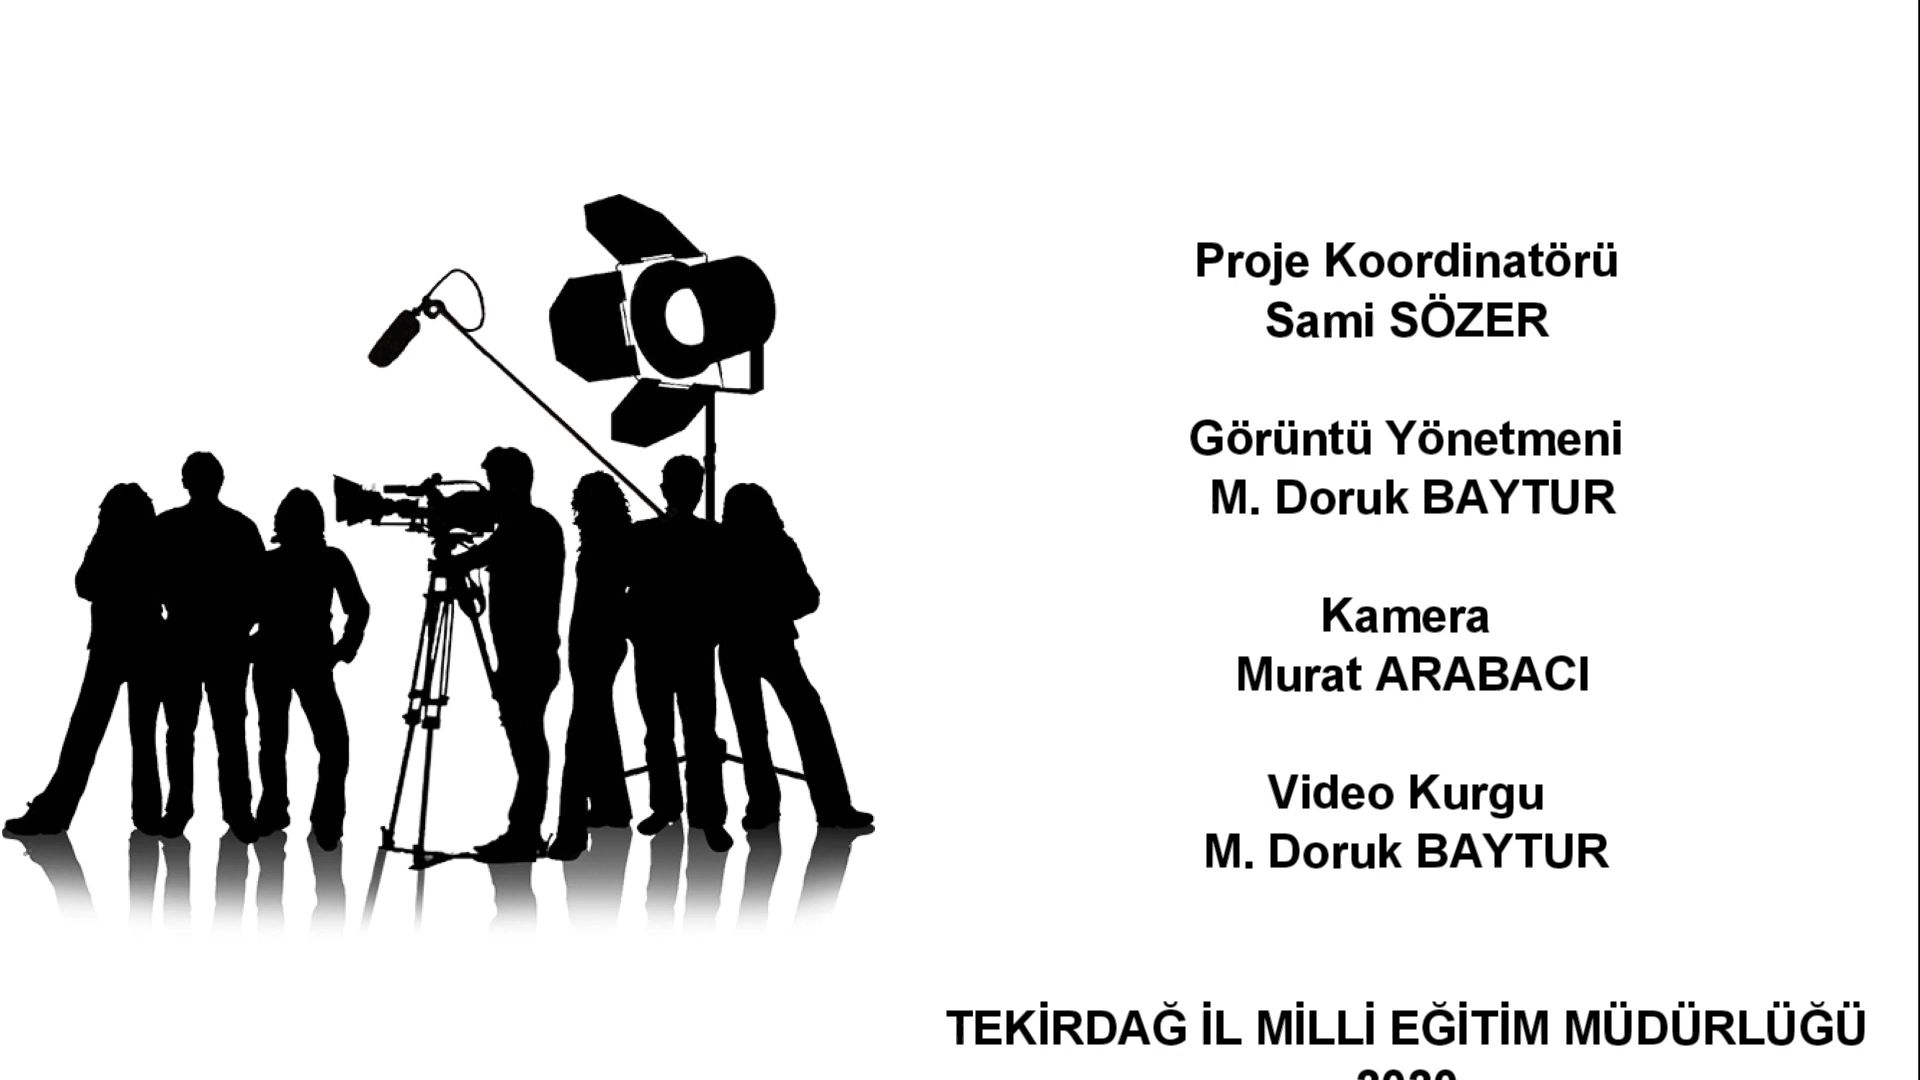 Proje Koordinatörü
Sami SÖZER
Görüntü Yönetmeni
M. Doruk BAYTUR
Kamera
Murat ARABACI
Video Kurgu
M. Doruk BAYTUR
TEKİRDAĞ İL MİLLİ EĞİTİM MÜDÜRLÜĞÜ